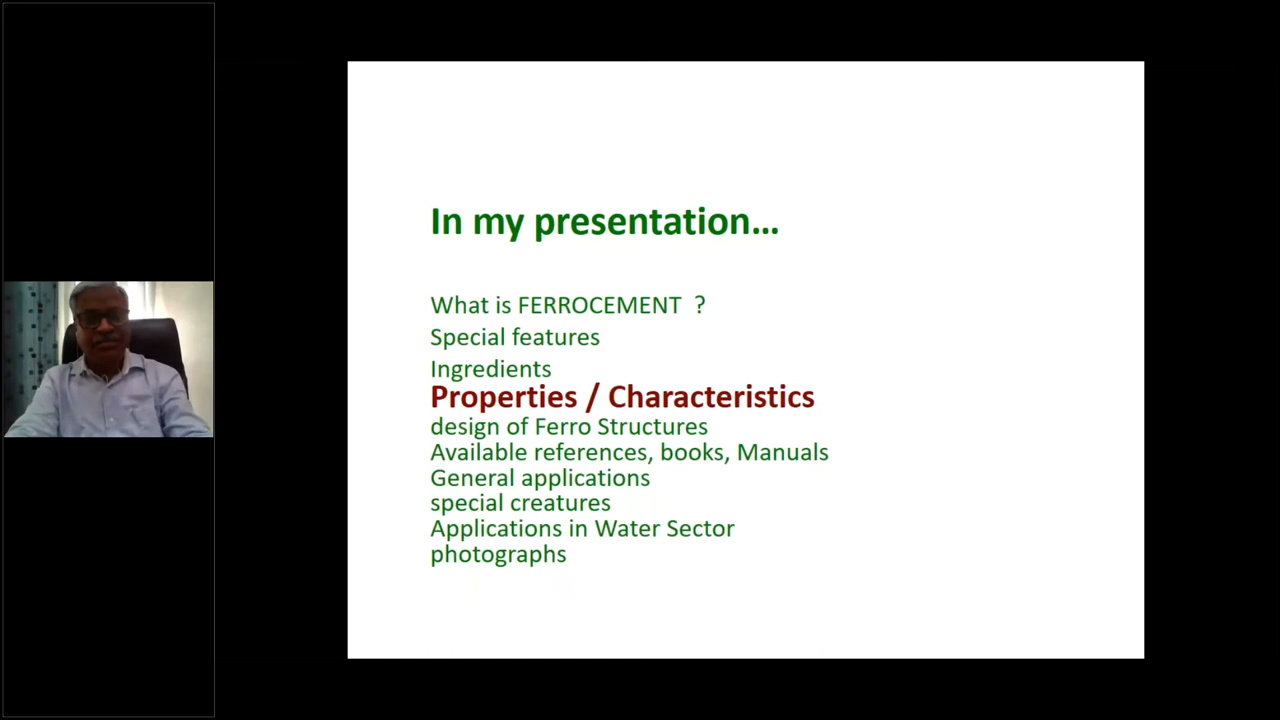 In my presentation...
What is FERROCEMENT ?
Special features
Ingredients
Properties / Characteristics
design of Ferro Structures
Available references, books, Manuals
General applications
special creatures
Applications in Water Sector
photographs